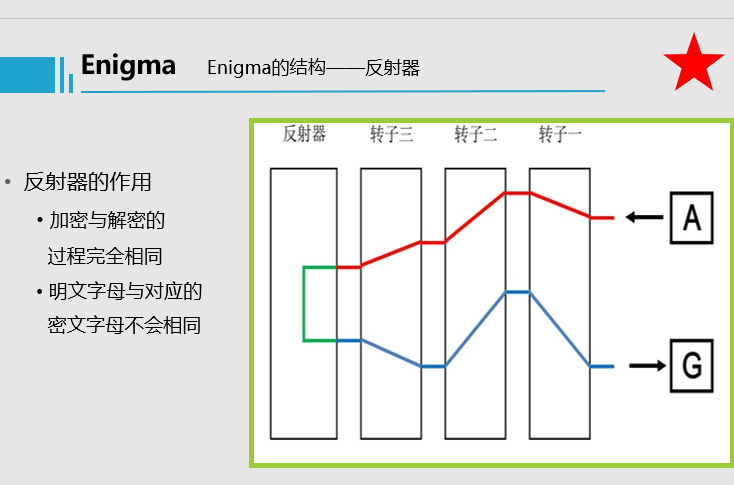 Enigma
Enigma的结构——反射器
• 反射器的作用
• 加密与解密的
过程完全相同
• 明文字母与对应的
密文字母不会相同
反射器 转子三 转子二 转子一
A
G